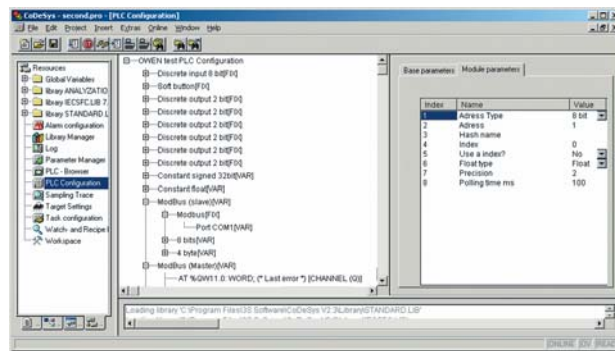 CoDeSys - second.pro - [PLC Configuration]
File Edit Project Insert Extras Online Window Help
Resources
Global Variables
library ANALYZATIO
library IECSFC.LIB 7.
library STANDARD.L
Alarm configuration
Library Manager
Log
Parameter Manager
PLC - Browser
PLC Configuration
Sampling Trace
Target Settings
Task configuration
Watch- and Recipe
Workspace
OWEN test PLC Configuration
Discrete input 8 bit[FIX]
Soft button[FIX]
Discrete output 2 bit[FIX]
Discrete output 2 bit[FIX]
Discrete output 2 bit[FIX]
Discrete output 2 bit[FIX]
Discrete output 2 bit[FIX]
Constant signed 32bit[VAR]
Constant float[VAR]
ModBus (slave)[VAR]
Modbus[FIX]
Port COM1[VAR]
8 bits[VAR]
4 byte[VAR]
ModBus (Master)[VAR]
AT %QW11.0: WORD; (* Last error *) [CHANNEL (Q)]
Base parameters Module parameters
Index Name Value
1 Adress Type 8 bit
2 Adress 1
3 Hash name
4 Index 0
5 Use a index? No
6 Float type Float
7 Precision 2
8 Polling time ms 100
Loading library 'C:\Program Files\3S Software\CoDeSys V2.3\Library\STANDARD.LIB'
ONLINE OV READ